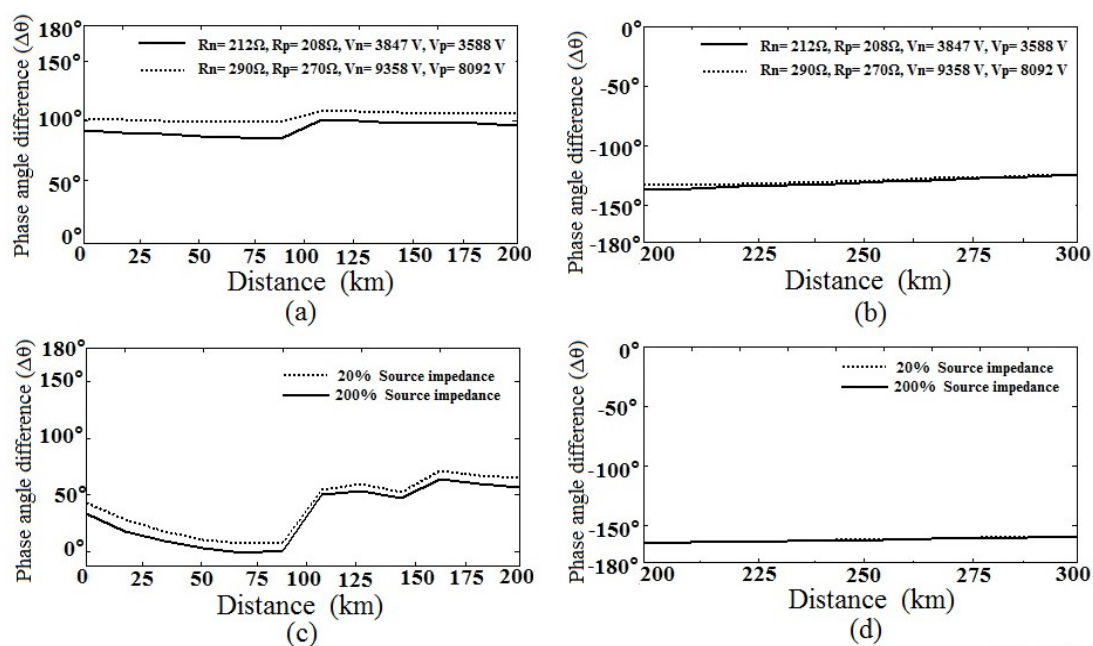 180°
150°
100°
50°
0°
Phase angle difference (Δθ)
Rn= 212Ω, Rp= 208Ω, Vn= 3847 V, Vp= 3588 V
Rn= 290Ω, Rp= 270Ω, Vn= 9358 V, Vp= 8092 V
0 25 50 75 100 125 150 175 200
Distance (km)
(a)
0°
-50°
-100°
-150°
-180°
Phase angle difference (Δθ)
Rn= 212Ω, Rp= 208Ω, Vn= 3847 V, Vp= 3588 V
Rn= 290Ω, Rp= 270Ω, Vn= 9358 V, Vp= 8092 V
200 225 250 275 300
Distance (km)
(b)
180°
150°
100°
50°
0°
Phase angle difference (Δθ)
20% Source impedance
200% Source impedance
0 25 50 75 100 125 150 175 200
Distance (km)
(c)
0°
-50°
-100°
-150°
-180°
Phase angle difference (Δθ)
20% Source impedance
200% Source impedance
200 225 250 275 300
Distance (km)
(d)